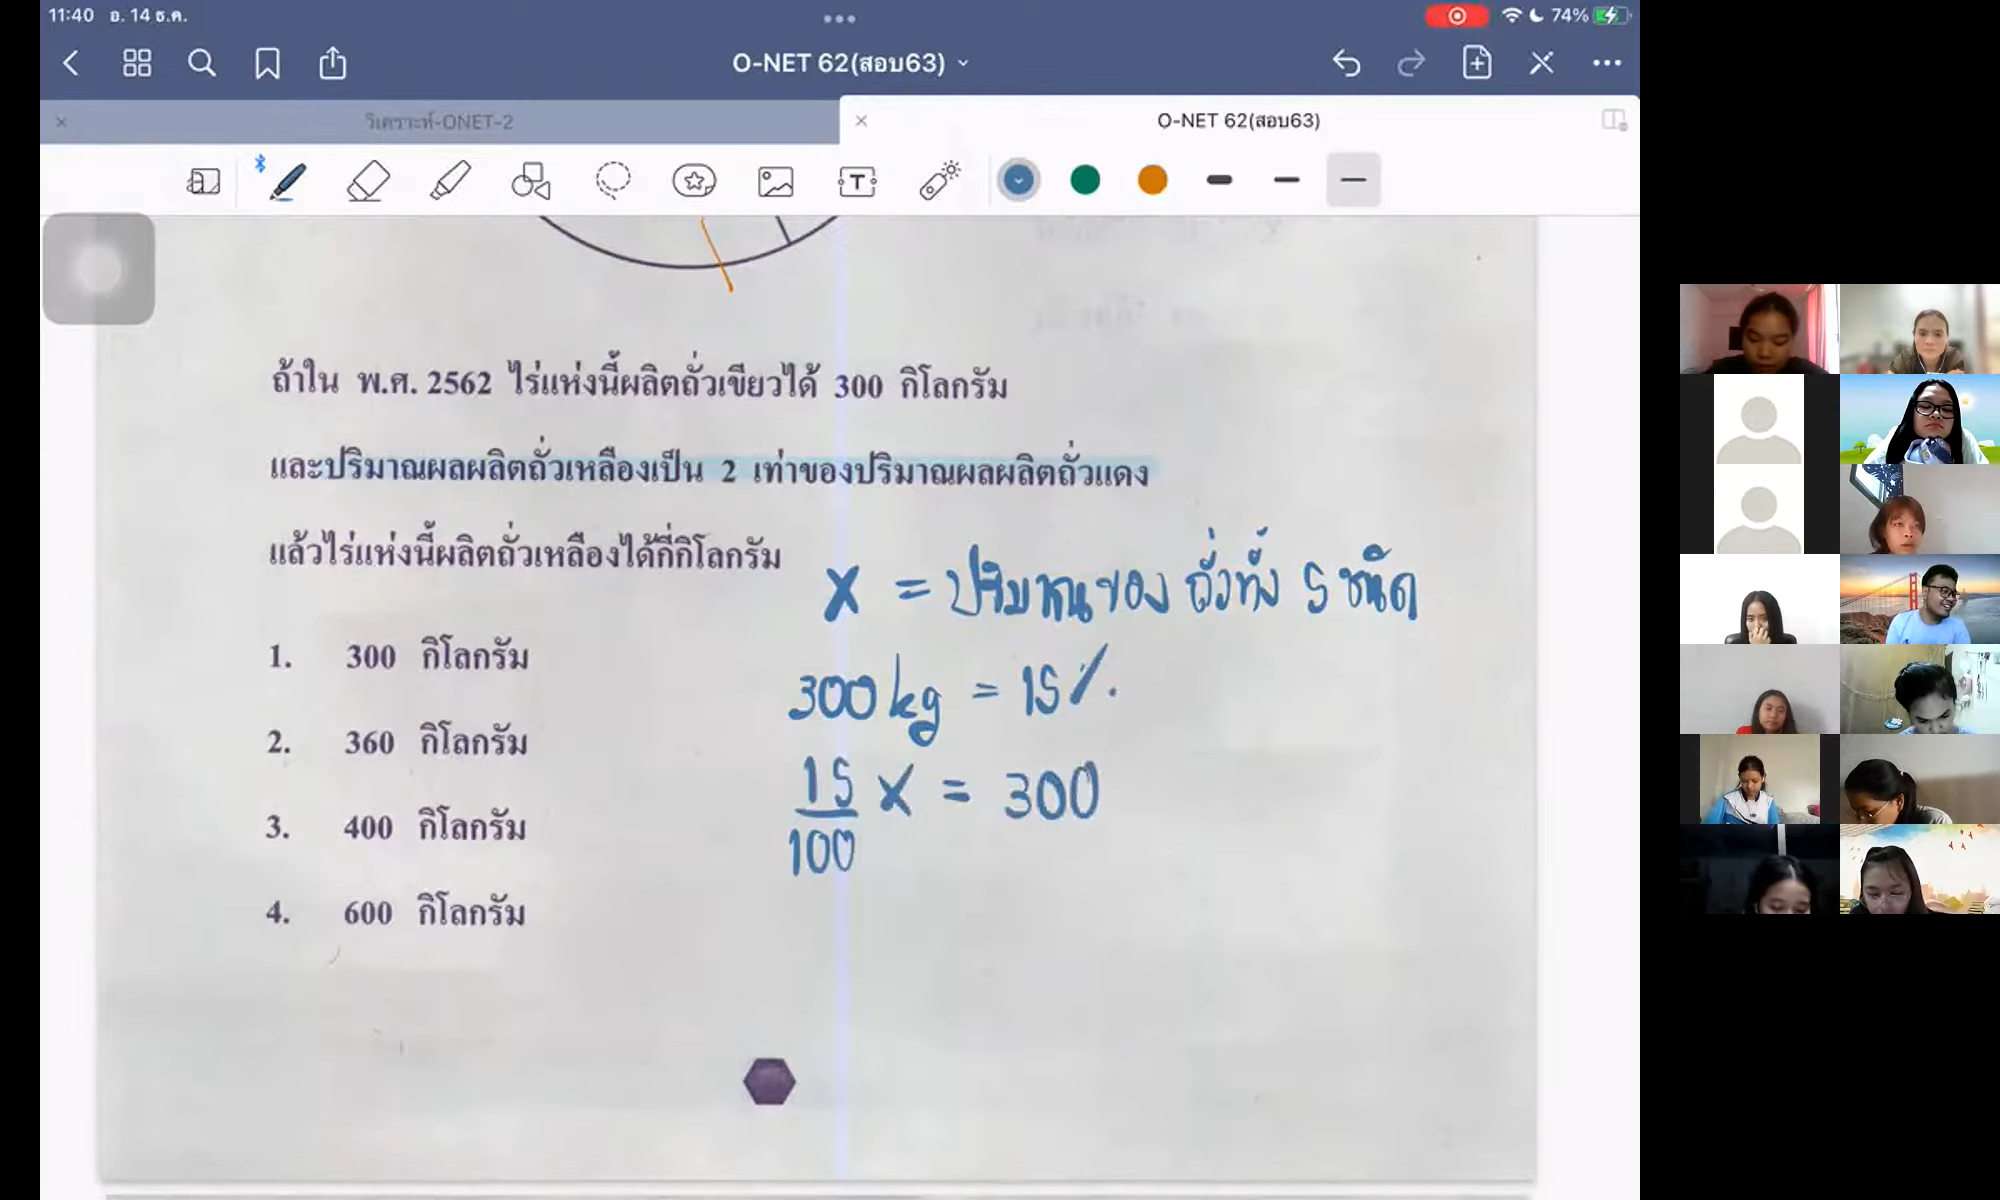 11:40 อ. 14 ธ.ค.
74%
O-NET 62(สอบ63)
วิเคราะห์-ONET-2
O-NET 62(สอบ63)
ถ้าใน พ.ศ. 2562 ไร่แห่งนี้ผลิตถั่วเขียวได้ 300 กิโลกรัม
และปริมาณผลผลิตถั่วเหลืองเป็น 2 เท่าของปริมาณผลผลิตถั่วแดง
แล้วไร่แห่งนี้ผลิตถั่วเหลืองได้กี่กิโลกรัม
x = ปริมาณของ ถั่วทั้ง 5 ชนิด
1. 300 กิโลกรัม
300 kg = 15%
2. 360 กิโลกรัม
15/100 x = 300
3. 400 กิโลกรัม
4. 600 กิโลกรัม